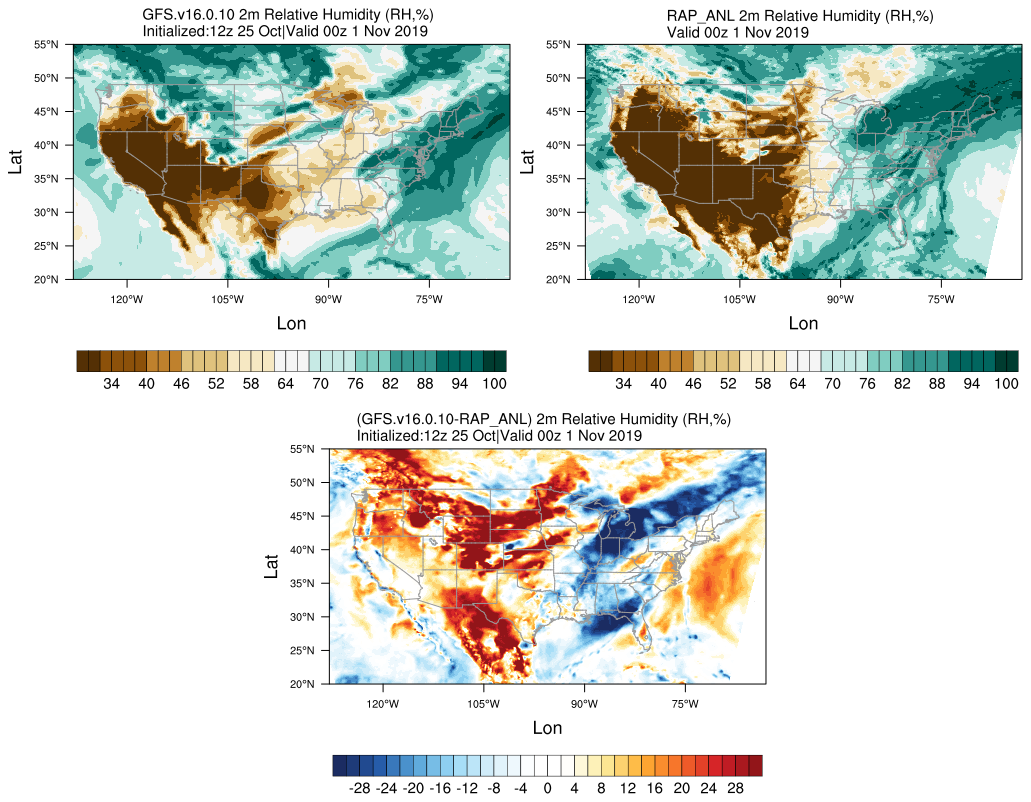 GFS.v16.0.10 2m Relative Humidity (RH,%)
Initialized:12z 25 Oct|Valid 00z 1 Nov 2019
55°N
50°N
45°N
40°N
35°N
30°N
25°N
20°N
Lat
120°W 105°W 90°W 75°W
Lon
34 40 46 52 58 64 70 76 82 88 94 100
RAP_ANL 2m Relative Humidity (RH,%)
Valid 00z 1 Nov 2019
55°N
50°N
45°N
40°N
35°N
30°N
25°N
20°N
Lat
120°W 105°W 90°W 75°W
Lon
34 40 46 52 58 64 70 76 82 88 94 100
(GFS.v16.0.10-RAP_ANL) 2m Relative Humidity (RH,%)
Initialized:12z 25 Oct|Valid 00z 1 Nov 2019
55°N
50°N
45°N
40°N
35°N
30°N
25°N
20°N
Lat
120°W 105°W 90°W 75°W
Lon
-28 -24 -20 -16 -12 -8 -4 0 4 8 12 16 20 24 28